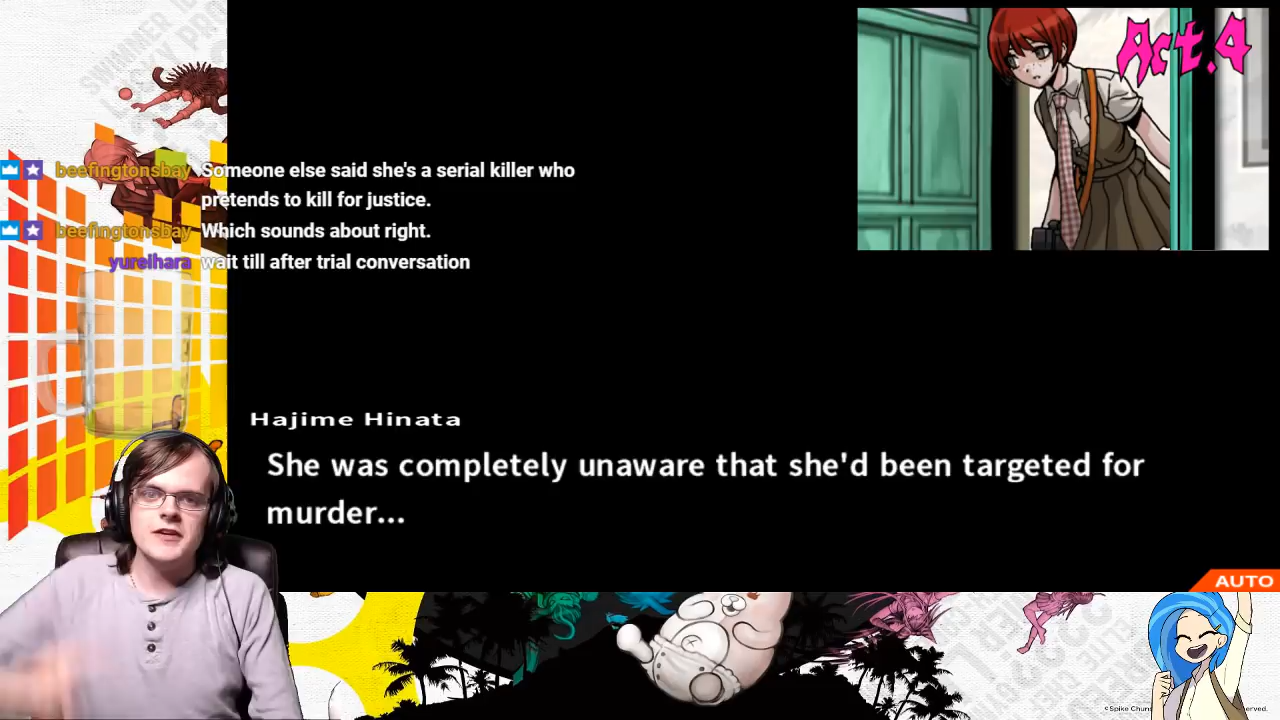 Act.4
beefingtonsbay Someone else said she's a serial killer who
pretends to kill for justice.
beefingtonsbay Which sounds about right.
yureihara wait till after trial conversation
Hajime Hinata
She was completely unaware that she'd been targeted for
murder...
AUTO